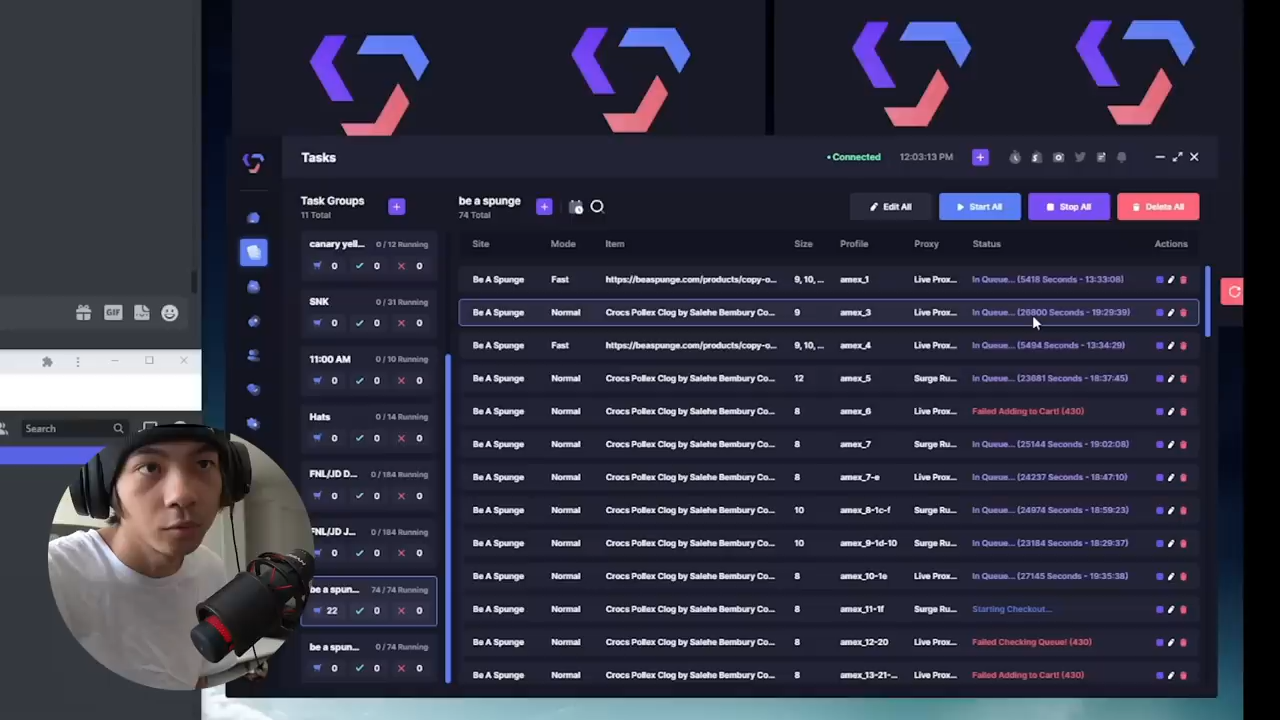 Tasks
Connected
12:03:13 PM
Task Groups
11 Total
be a spunge
74 Total
Edit All
Start All
Stop All
Delete All
canary yell... 0 / 12 Running
0 0 0
SNK 0 / 31 Running
0 0 0
11:00 AM 0 / 10 Running
0 0 0
Hats 0 / 14 Running
0 0 0
FNL/JD D... 0 / 184 Running
0 0 0
FNL/JD J... 0 / 184 Running
0 0 0
be a spun... 74 / 74 Running
22 0 0
be a spun... 0 / 74 Running
0 0 0
Site Mode Item Size Profile Proxy Status Actions
Be A Spunge Fast https://beaspunge.com/products/copy-o... 9, 10, ... amex_1 Live Prox... In Queue... (5418 Seconds - 13:33:08)
Be A Spunge Normal Crocs Pollex Clog by Salehe Bembury Co... 9 amex_3 Live Prox... In Queue... (26800 Seconds - 19:29:39)
Be A Spunge Fast https://beaspunge.com/products/copy-o... 9, 10, ... amex_4 Live Prox... In Queue... (5494 Seconds - 13:34:29)
Be A Spunge Normal Crocs Pollex Clog by Salehe Bembury Co... 12 amex_5 Surge Ru... In Queue... (23681 Seconds - 18:37:45)
Be A Spunge Normal Crocs Pollex Clog by Salehe Bembury Co... 8 amex_6 Live Prox... Failed Adding to Cart! (430)
Be A Spunge Normal Crocs Pollex Clog by Salehe Bembury Co... 8 amex_7 Surge Ru... In Queue... (25144 Seconds - 19:02:08)
Be A Spunge Normal Crocs Pollex Clog by Salehe Bembury Co... 8 amex_7-e Live Prox... In Queue... (24237 Seconds - 18:47:10)
Be A Spunge Normal Crocs Pollex Clog by Salehe Bembury Co... 10 amex_8-1c-f Surge Ru... In Queue... (24974 Seconds - 18:59:23)
Be A Spunge Normal Crocs Pollex Clog by Salehe Bembury Co... 10 amex_9-1d-10 Surge Ru... In Queue... (23184 Seconds - 18:29:37)
Be A Spunge Normal Crocs Pollex Clog by Salehe Bembury Co... 8 amex_10-1e Live Prox... In Queue... (27145 Seconds - 19:35:38)
Be A Spunge Normal Crocs Pollex Clog by Salehe Bembury Co... 8 amex_11-1f Surge Ru... Starting Checkout...
Be A Spunge Normal Crocs Pollex Clog by Salehe Bembury Co... 8 amex_12-20 Live Prox... Failed Checking Queue! (430)
Be A Spunge Normal Crocs Pollex Clog by Salehe Bembury Co... 8 amex_13-21-... Live Prox... Failed Adding to Cart! (430)
GIF
Search